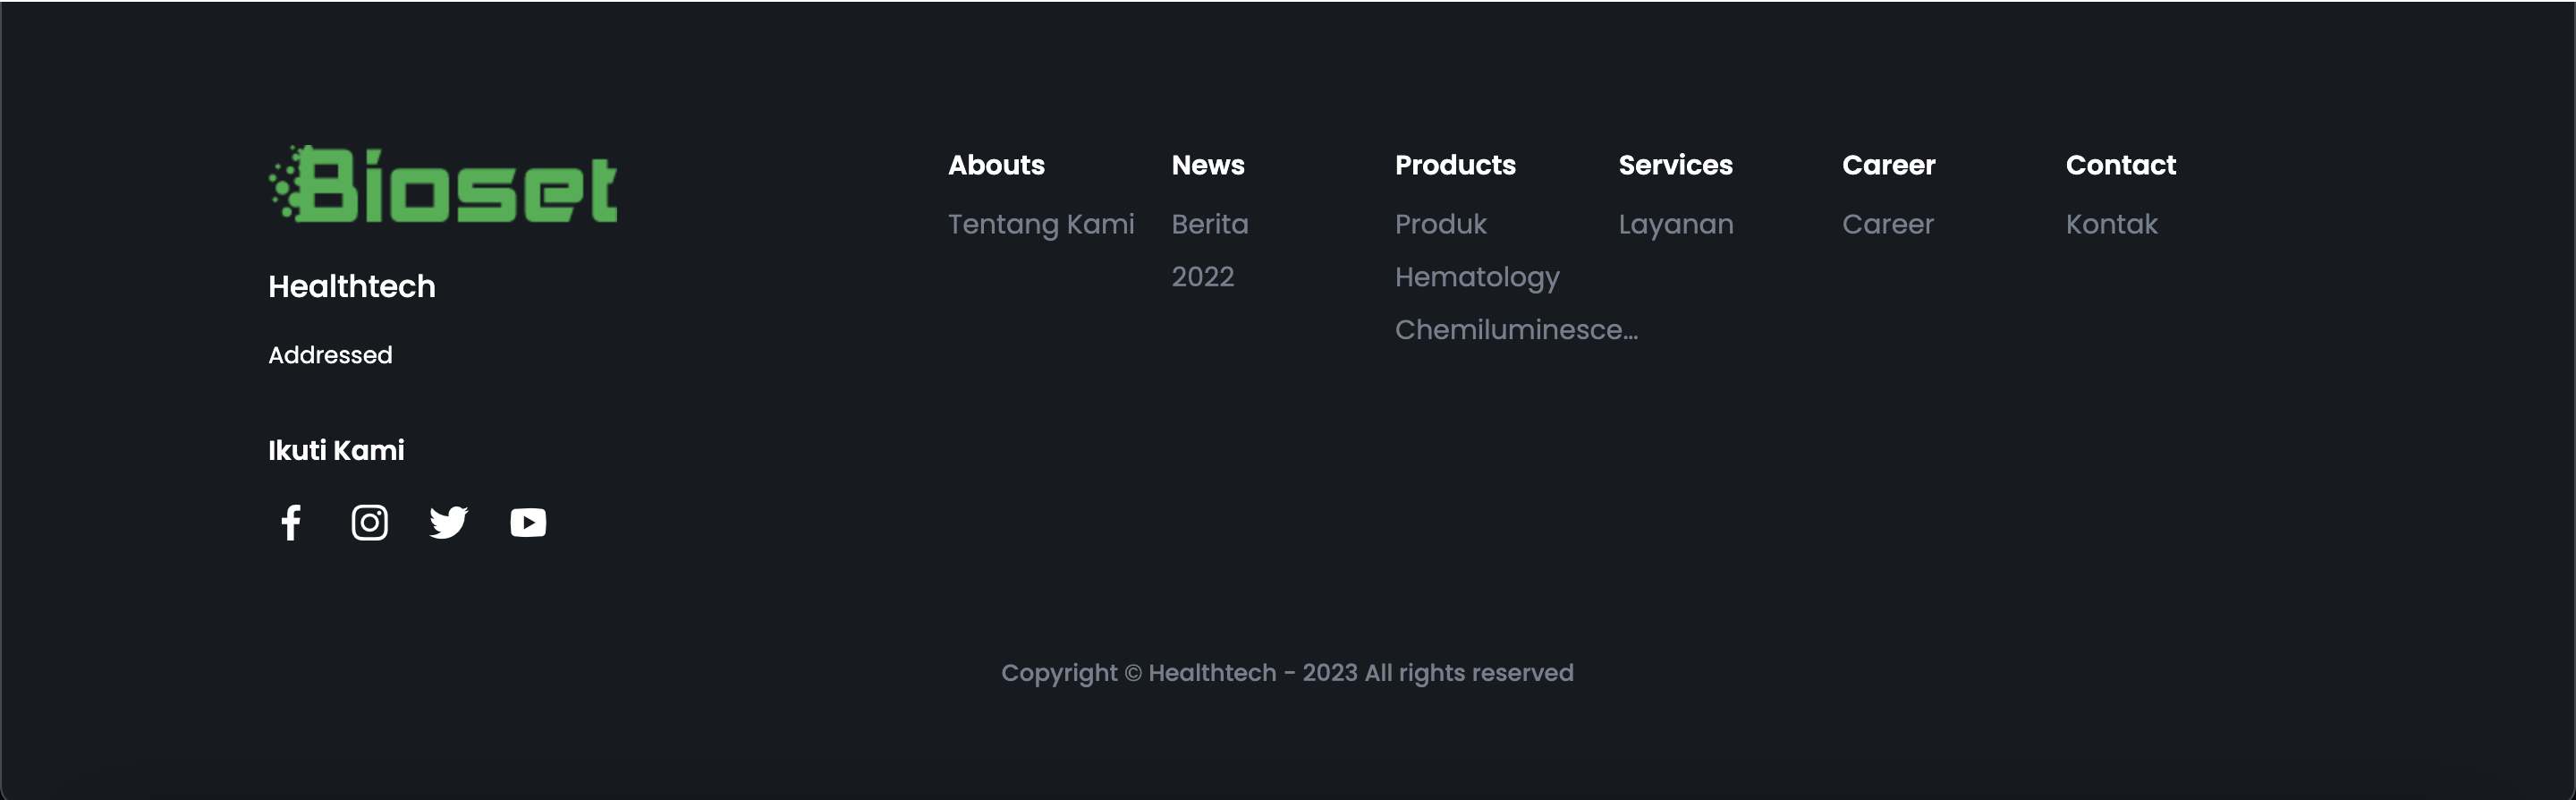 Bioset
Healthtech
Addressed
Ikuti Kami
Abouts
Tentang Kami
News
Berita
2022
Products
Produk
Hematology
Chemiluminesce...
Services
Layanan
Career
Career
Contact
Kontak
Copyright © Healthtech - 2023 All rights reserved